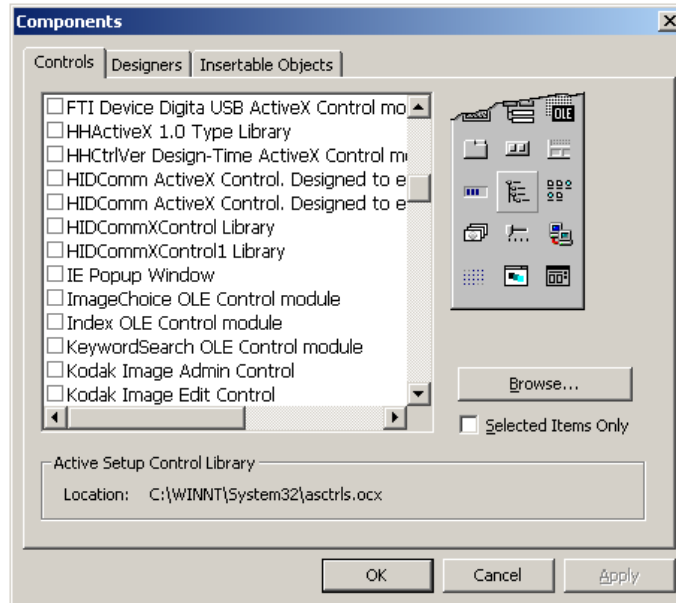 Components
Controls Designers Insertable Objects
FTI Device Digita USB ActiveX Control mo
HHActiveX 1.0 Type Library
HHCtrlVer Design-Time ActiveX Control m
HIDComm ActiveX Control. Designed to e
HIDComm ActiveX Control. Designed to e
HIDCommXControl Library
HIDCommXControl1 Library
IE Popup Window
ImageChoice OLE Control module
Index OLE Control module
KeywordSearch OLE Control module
Kodak Image Admin Control
Kodak Image Edit Control
OLE
Browse...
Selected Items Only
Active Setup Control Library
Location: C:\WINNT\System32\asctrls.ocx
OK Cancel Apply